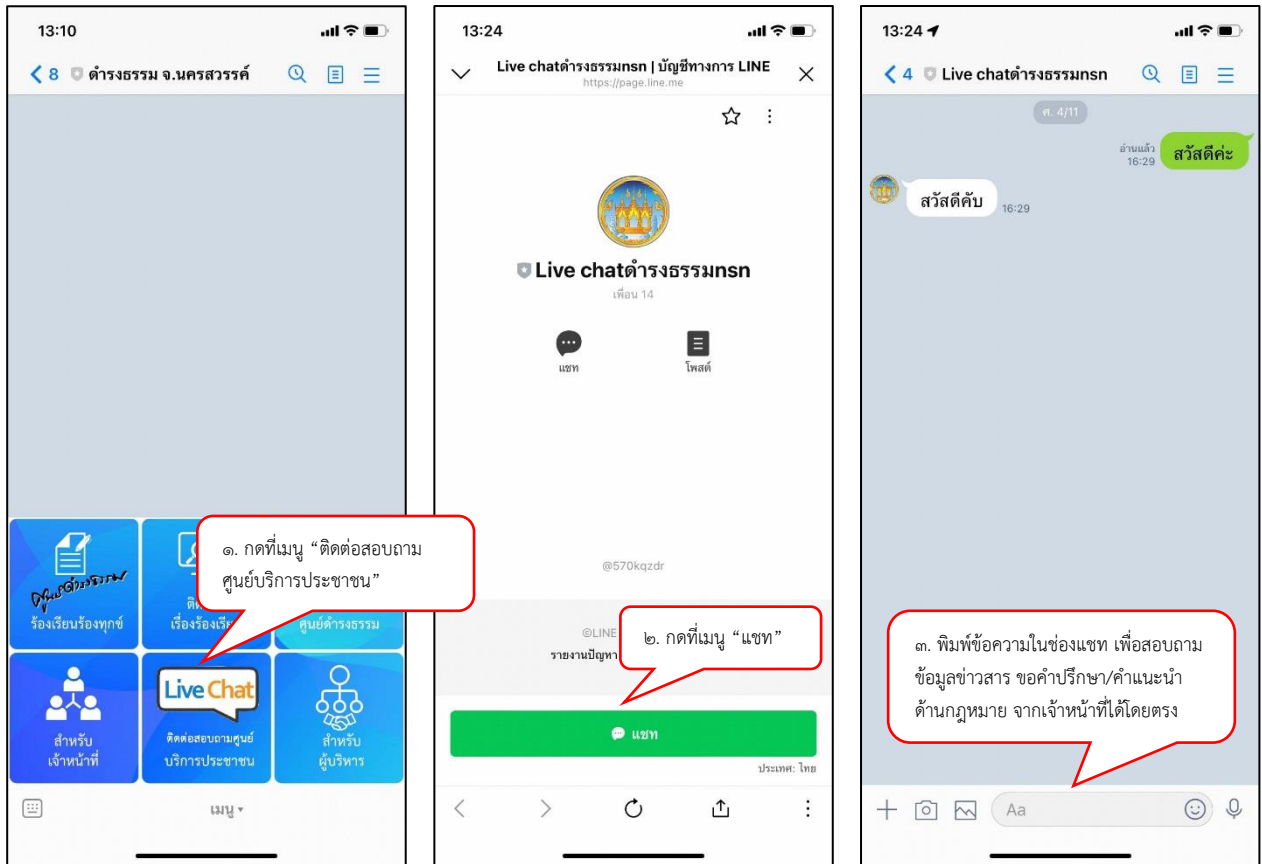 13:10
8 ดำรงธรรม จ.นครสวรรค์
๑. กดที่เมนู “ติดต่อสอบถาม
ศูนย์บริการประชาชน”
ศูนย์ดำรงธรรม
ร้องเรียนร้องทุกข์
ศูนย์ดำรงธรรม
Live Chat
สำหรับ
เจ้าหน้าที่
ติดต่อสอบถามศูนย์
บริการประชาชน
สำหรับ
ผู้บริหาร
เมนู
13:24
Live chatดำรงธรรมnsn | บัญชีทางการ LINE
https://page.line.me
Live chatดำรงธรรมnsn
เพื่อน 14
แชท
โพสต์
@570kqzdr
©LINE
รายงานปัญหา
๒. กดที่เมนู “แชท”
แชท
ประเทศ: ไทย
13:24
4 Live chatดำรงธรรมnsn
ศ. 4/11
อ่านแล้ว
16:29
สวัสดีค่ะ
สวัสดีคับ
16:29
๓. พิมพ์ข้อความในช่องแชท เพื่อสอบถาม
ข้อมูลข่าวสาร ขอคำปรึกษา/คำแนะนำ
ด้านกฎหมาย จากเจ้าหน้าที่ได้โดยตรง
Aa